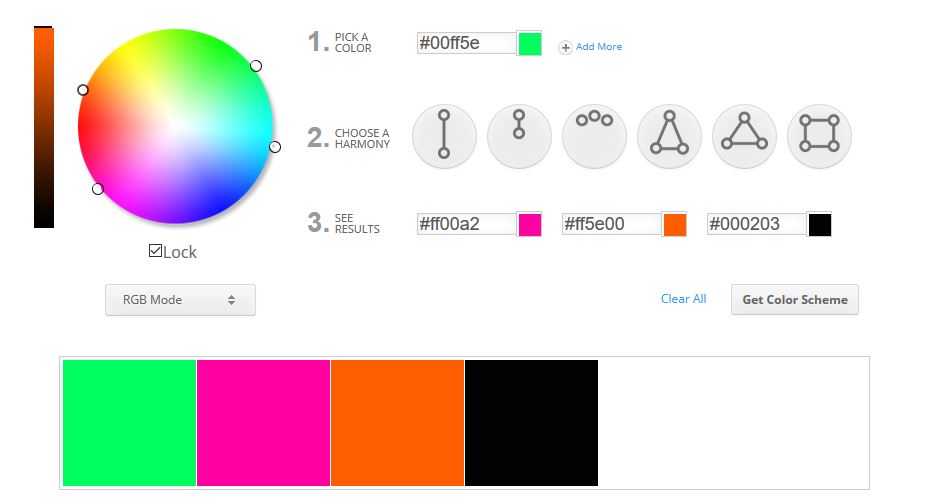 1. PICK A
COLOR
#00ff5e
Add More
2. CHOOSE A
HARMONY
3. SEE
RESULTS
#ff00a2
#ff5e00
#000203
Lock
RGB Mode
Clear All
Get Color Scheme